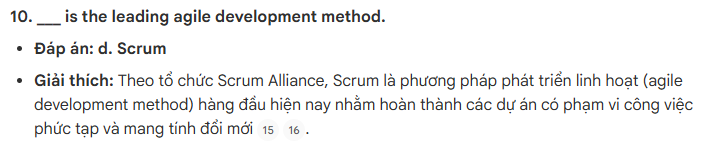 10. ___ is the leading agile development method.
• Đáp án: d. Scrum
• Giải thích: Theo tổ chức Scrum Alliance, Scrum là phương pháp phát triển linh hoạt (agile
development method) hàng đầu hiện nay nhằm hoàn thành các dự án có phạm vi công việc
phức tạp và mang tính đổi mới 15 16 .